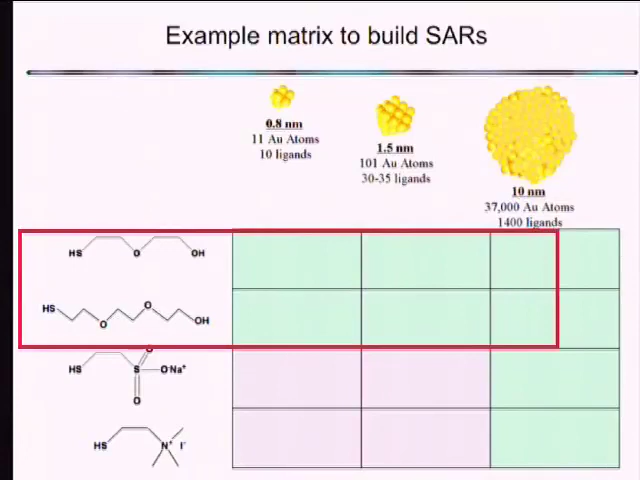 Example matrix to build SARs
0.8 nm
11 Au Atoms
10 ligands
1.5 nm
101 Au Atoms
30-35 ligands
10 nm
37,000 Au Atoms
1400 ligands
HS O OH
HS O O OH
HS S O O O⁻Na⁺
HS N⁺ I⁻